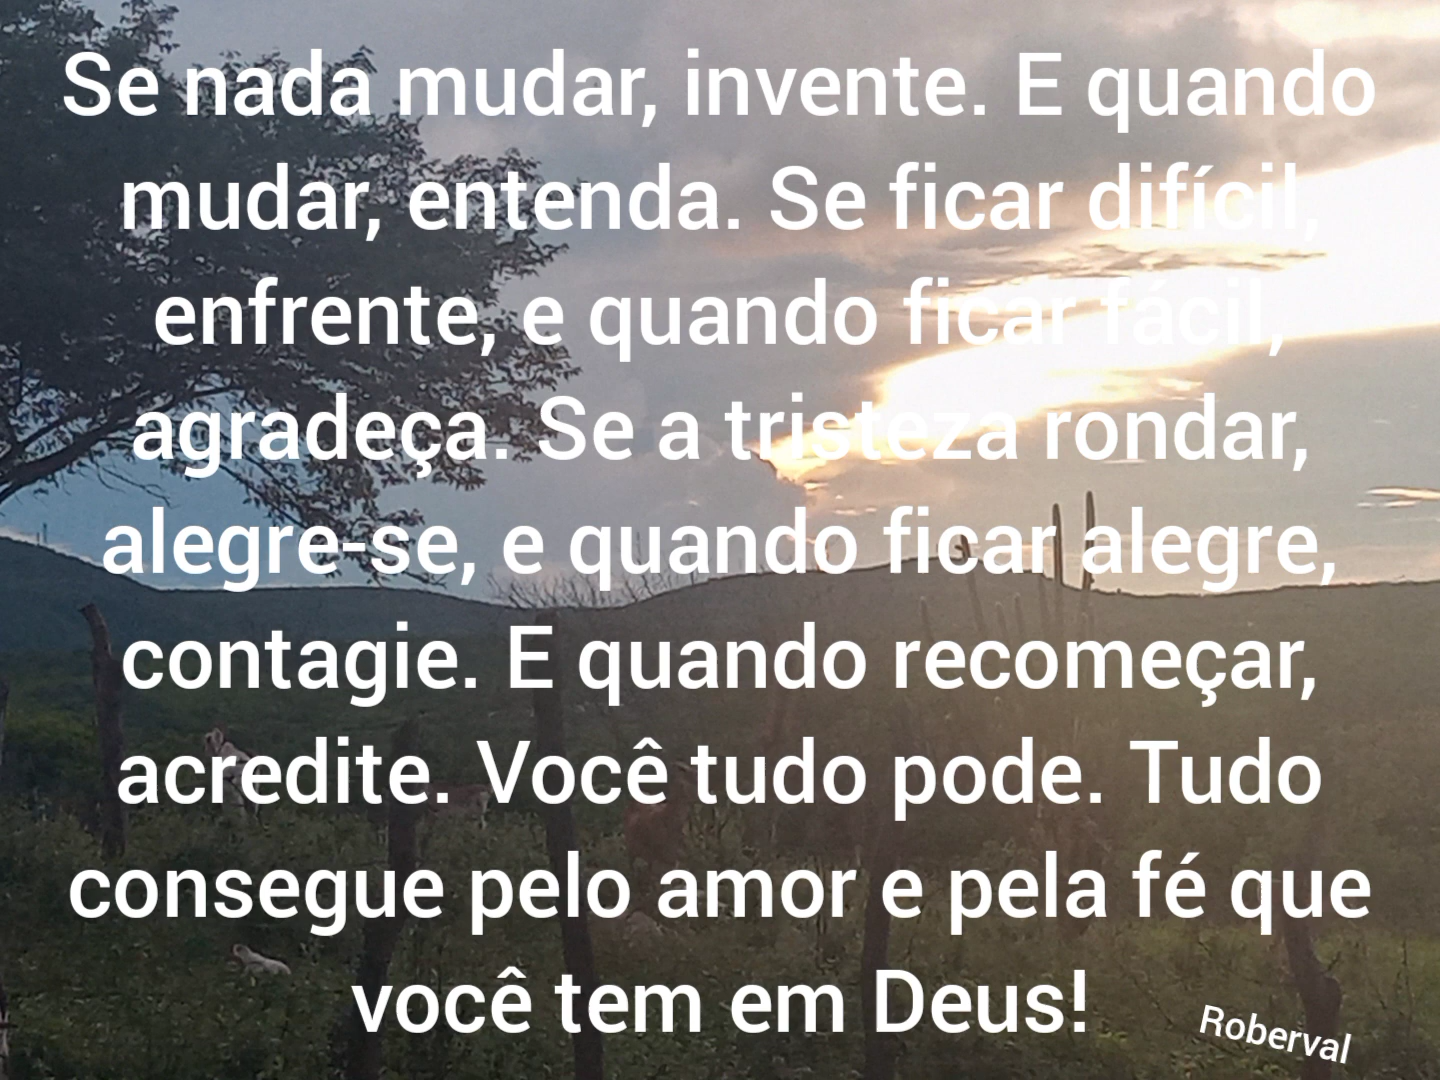 Se nada mudar, invente. E quando
mudar, entenda. Se ficar difícil,
enfrente, e quando ficar fácil,
agradeça. Se a tristeza rondar,
alegre-se, e quando ficar alegre,
contagie. E quando recomeçar,
acredite. Você tudo pode. Tudo
consegue pelo amor e pela fé que
você tem em Deus!
Roberval